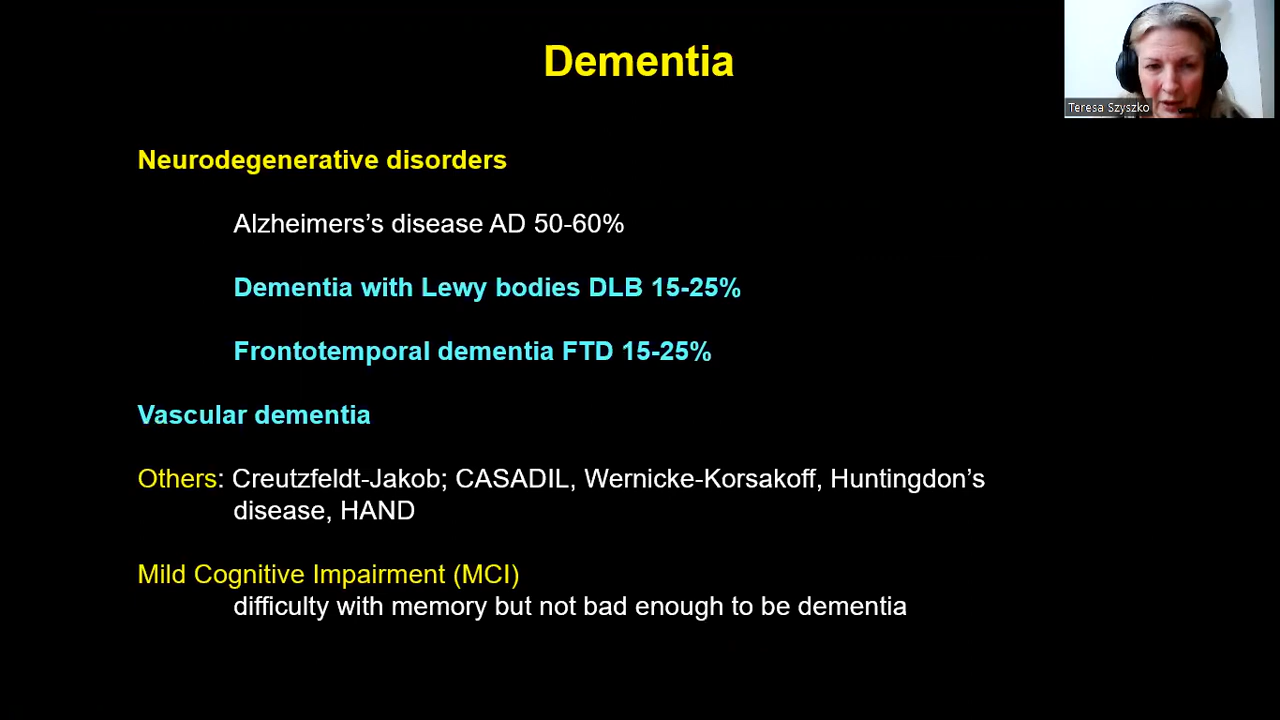 Dementia
Teresa Szyszko
Neurodegenerative disorders
Alzheimers’s disease AD 50-60%
Dementia with Lewy bodies DLB 15-25%
Frontotemporal dementia FTD 15-25%
Vascular dementia
Others: Creutzfeldt-Jakob; CASADIL, Wernicke-Korsakoff, Huntingdon’s
disease, HAND
Mild Cognitive Impairment (MCI)
difficulty with memory but not bad enough to be dementia